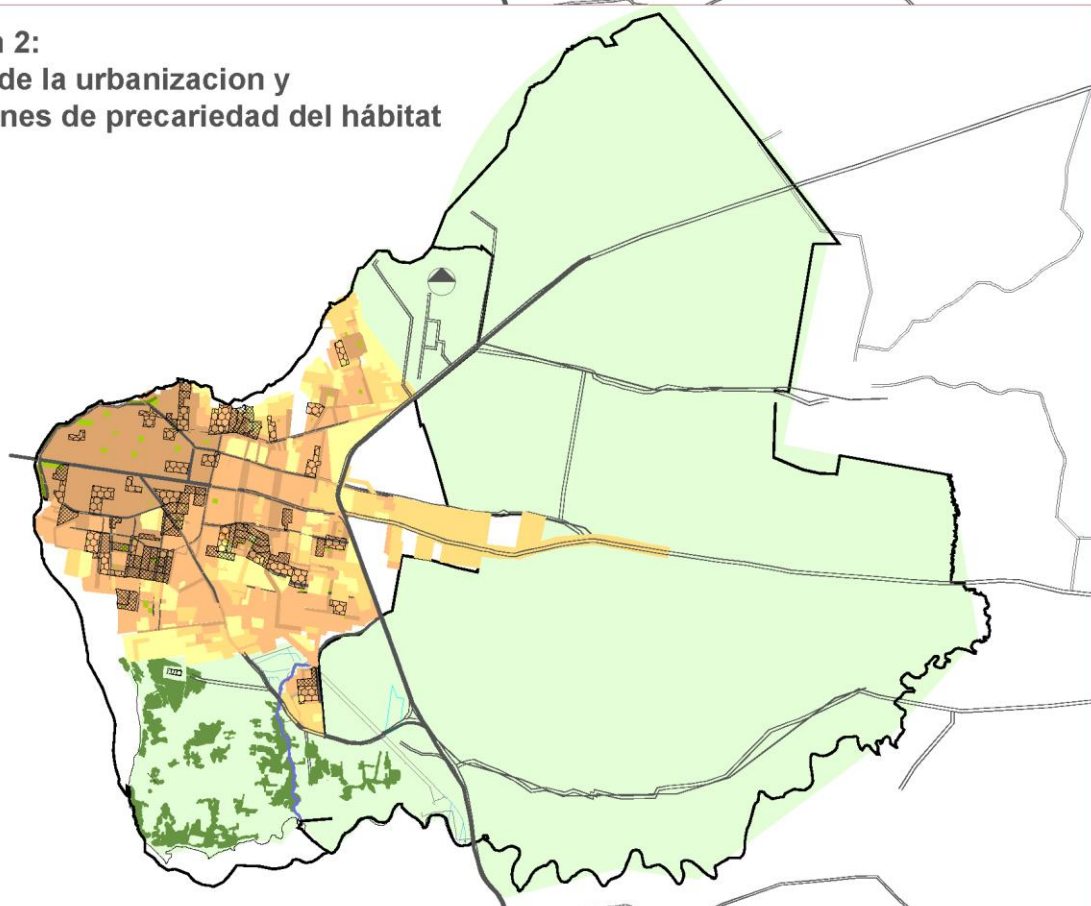 2:
de la urbanizacion y
nes de precariedad del hábitat